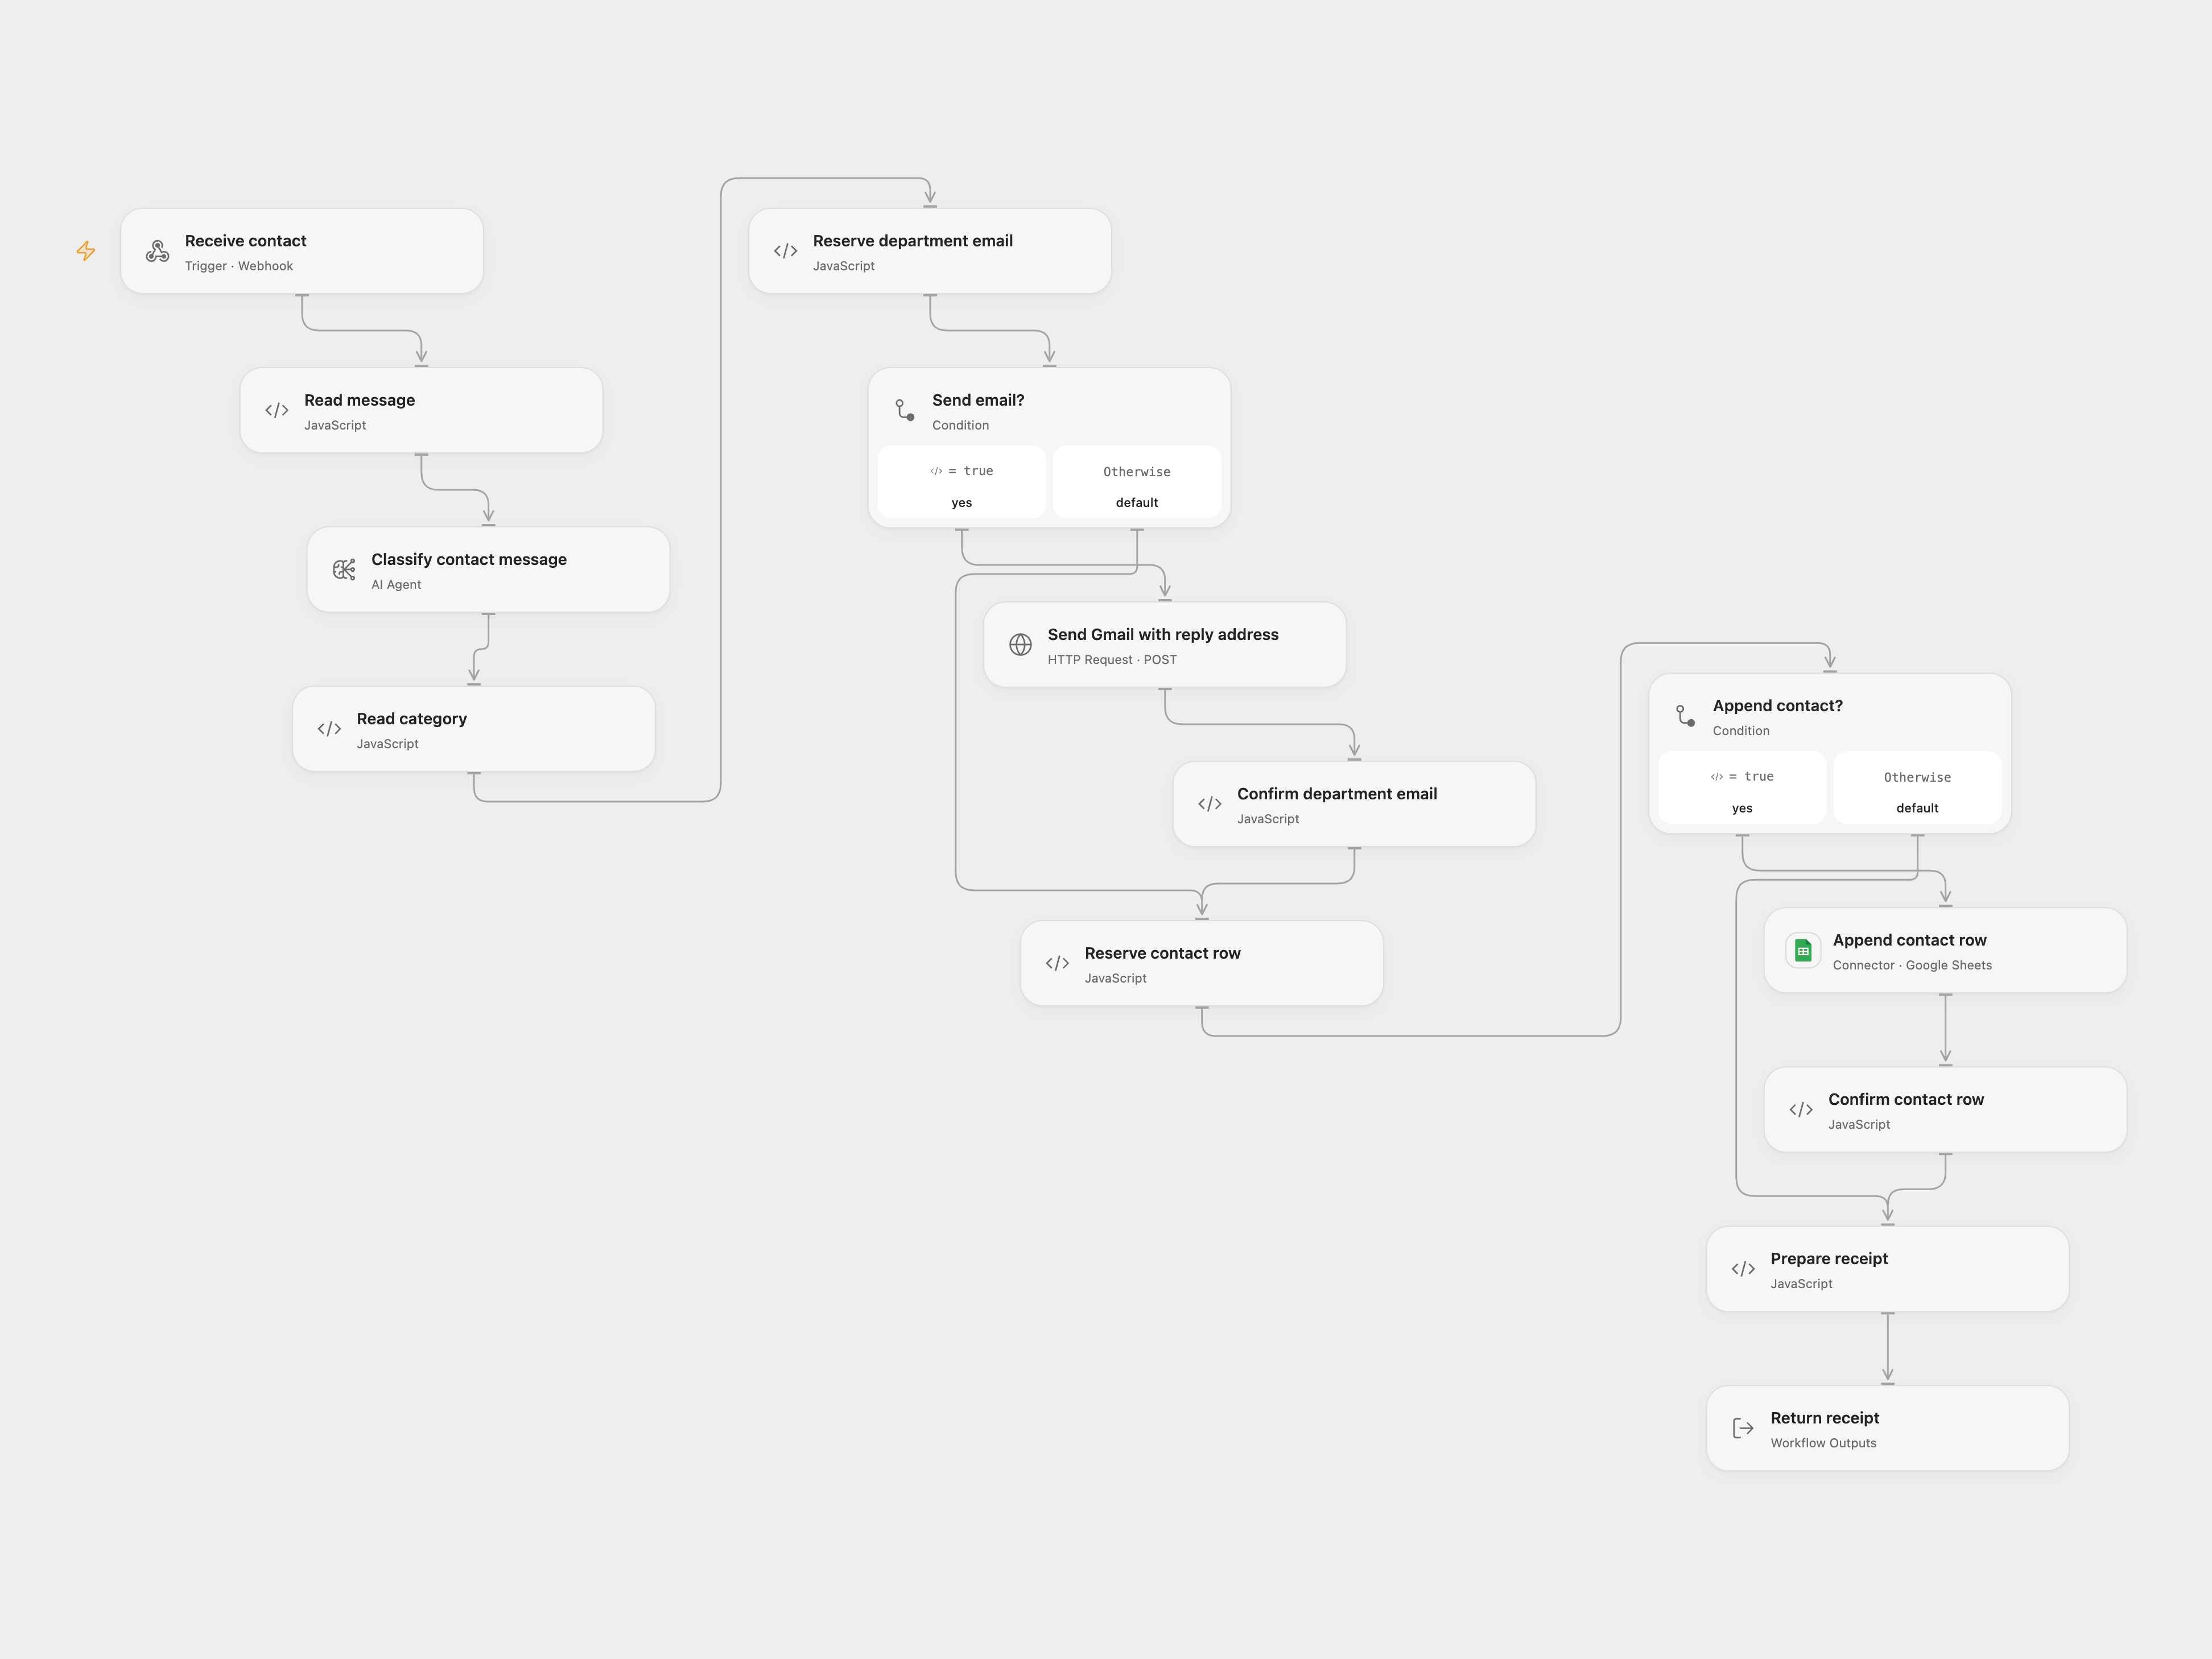 Receive contact
Trigger · Webhook
Read message
JavaScript
Classify contact message
AI Agent
Read category
JavaScript
Reserve department email
JavaScript
Send email?
Condition
</> = true
yes
Otherwise
default
Send Gmail with reply address
HTTP Request · POST
Confirm department email
JavaScript
Reserve contact row
JavaScript
Append contact?
Condition
</> = true
yes
Otherwise
default
Append contact row
Connector · Google Sheets
Confirm contact row
JavaScript
Prepare receipt
JavaScript
Return receipt
Workflow Outputs